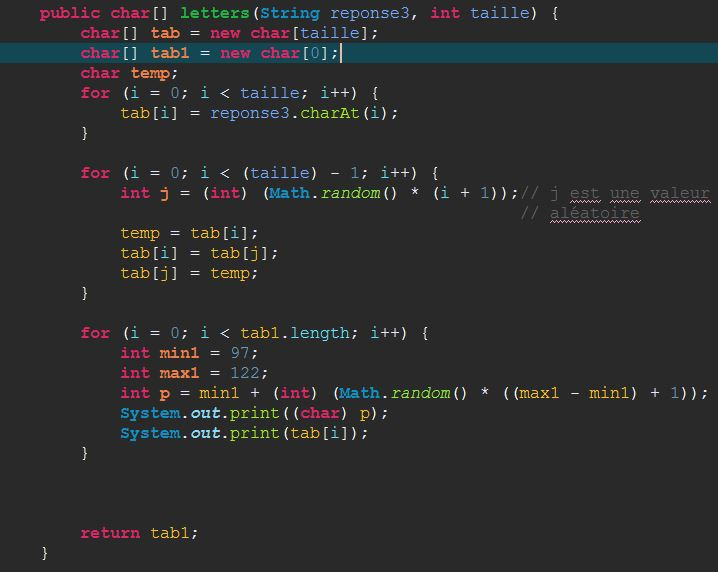 public char[] letters(String reponse3, int taille) {
char[] tab = new char[taille];
char[] tab1 = new char[0];
char temp;
for (i = 0; i < taille; i++) {
tab[i] = reponse3.charAt(i);
}
for (i = 0; i < (taille) - 1; i++) {
int j = (int) (Math.random() * (i + 1));// j est une valeur
// aléatoire
temp = tab[i];
tab[i] = tab[j];
tab[j] = temp;
}
for (i = 0; i < tab1.length; i++) {
int min1 = 97;
int max1 = 122;
int p = min1 + (int) (Math.random() * ((max1 - min1) + 1));
System.out.print((char) p);
System.out.print(tab[i]);
}
return tab1;
}